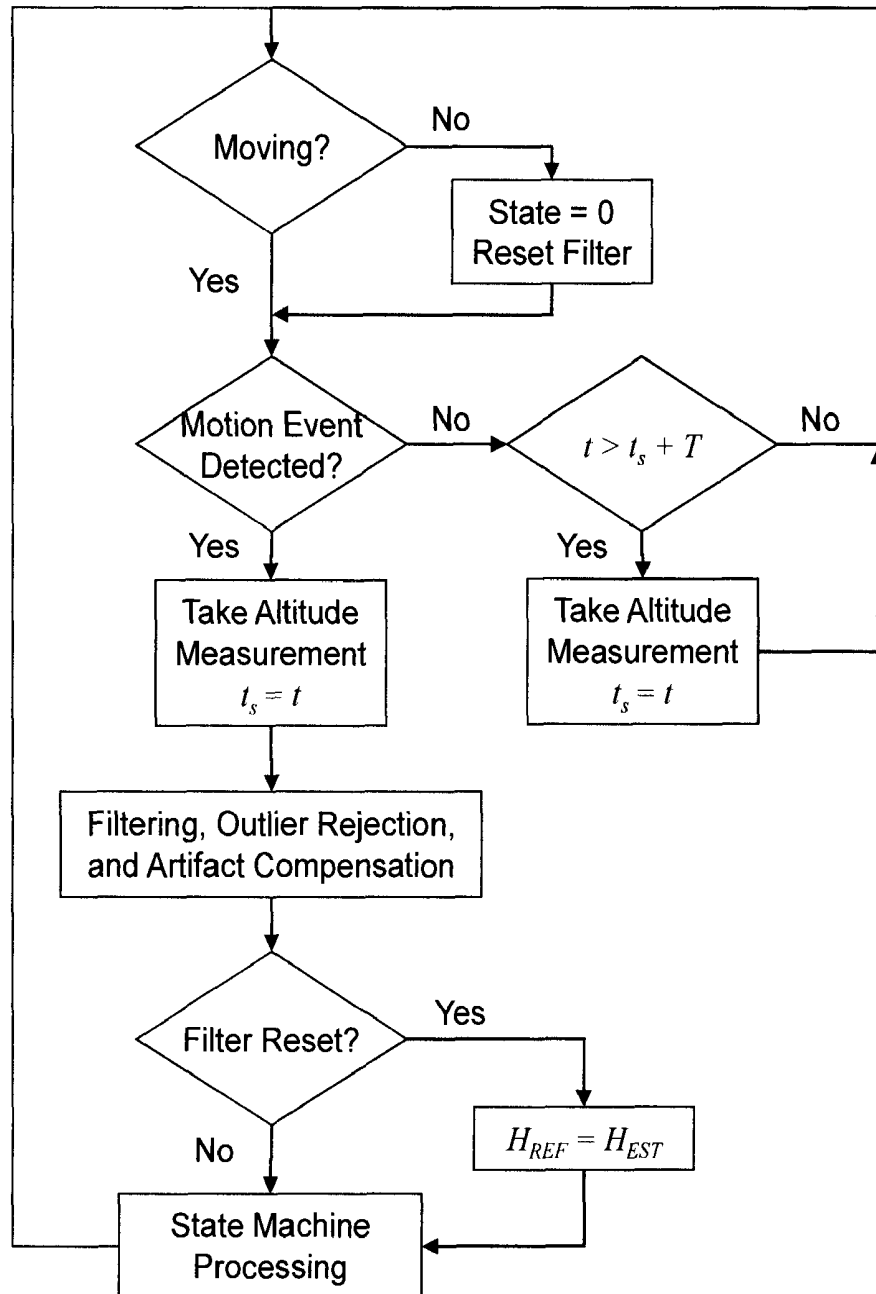 Moving?
No
State = 0
Reset Filter
Yes
Motion Event
Detected?
No
t > t_s + T
No
Yes
Take Altitude
Measurement
t_s = t
Yes
Take Altitude
Measurement
t_s = t
Filtering, Outlier Rejection,
and Artifact Compensation
Filter Reset?
Yes
H_REF = H_EST
No
State Machine
Processing